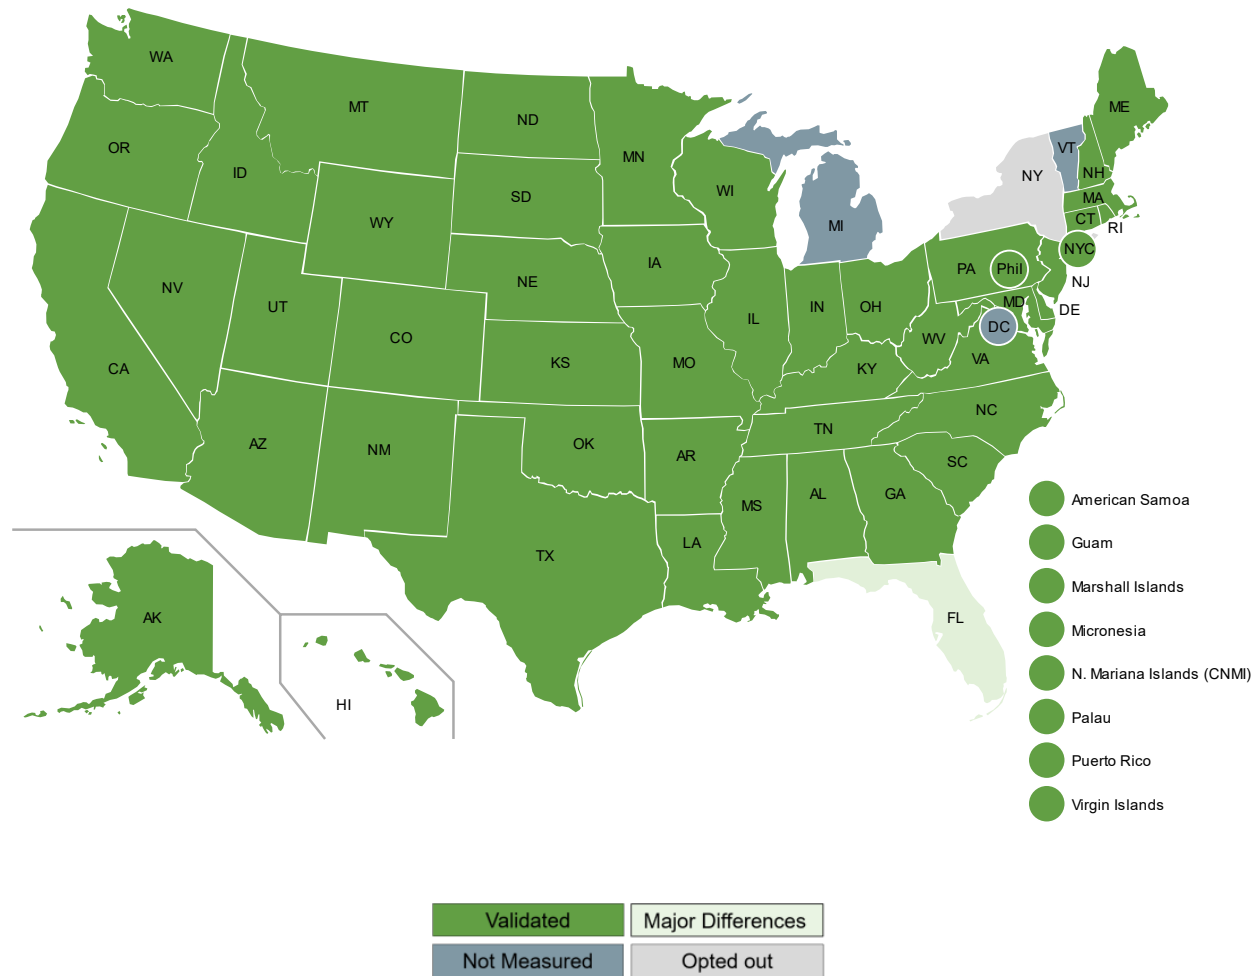 WA
MT
ND
MN
ME
OR
ID
SD
WI
VT
NH
NY
MA
CT
RI
WY
MI
NYC
IA
PA
Phil
NJ
NV
UT
NE
IL
IN
OH
MD
DE
DC
CO
WV
VA
CA
KS
MO
KY
NC
AZ
NM
OK
TN
AR
SC
MS
AL
GA
American Samoa
LA
Guam
TX
Marshall Islands
AK
FL
Micronesia
N. Mariana Islands (CNMI)
HI
Palau
Puerto Rico
Virgin Islands
Validated
Major Differences
Not Measured
Opted out